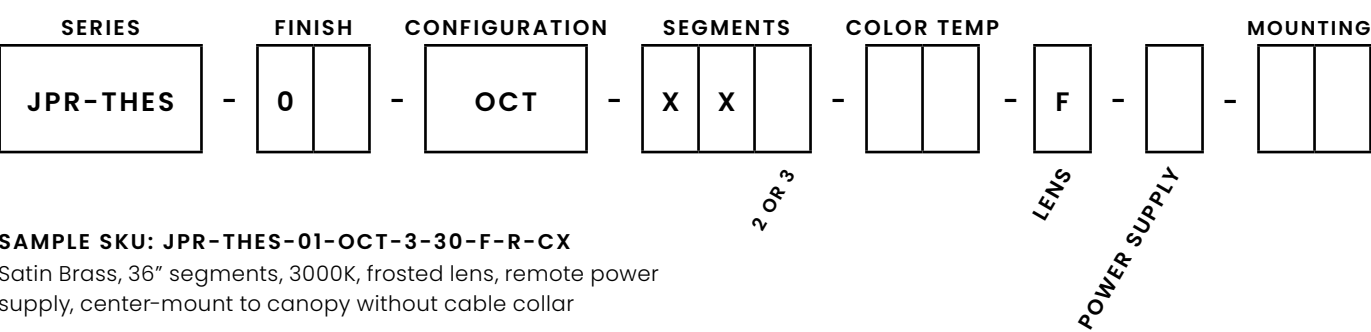 SERIES FINISH CONFIGURATION SEGMENTS COLOR TEMP MOUNTING
JPR-THES - 0 - OCT - X X - - F - -
2 OR 3
LENS
POWER SUPPLY
SAMPLE SKU: JPR-THES-01-OCT-3-30-F-R-CX
Satin Brass, 36” segments, 3000K, frosted lens, remote power
supply, center-mount to canopy without cable collar